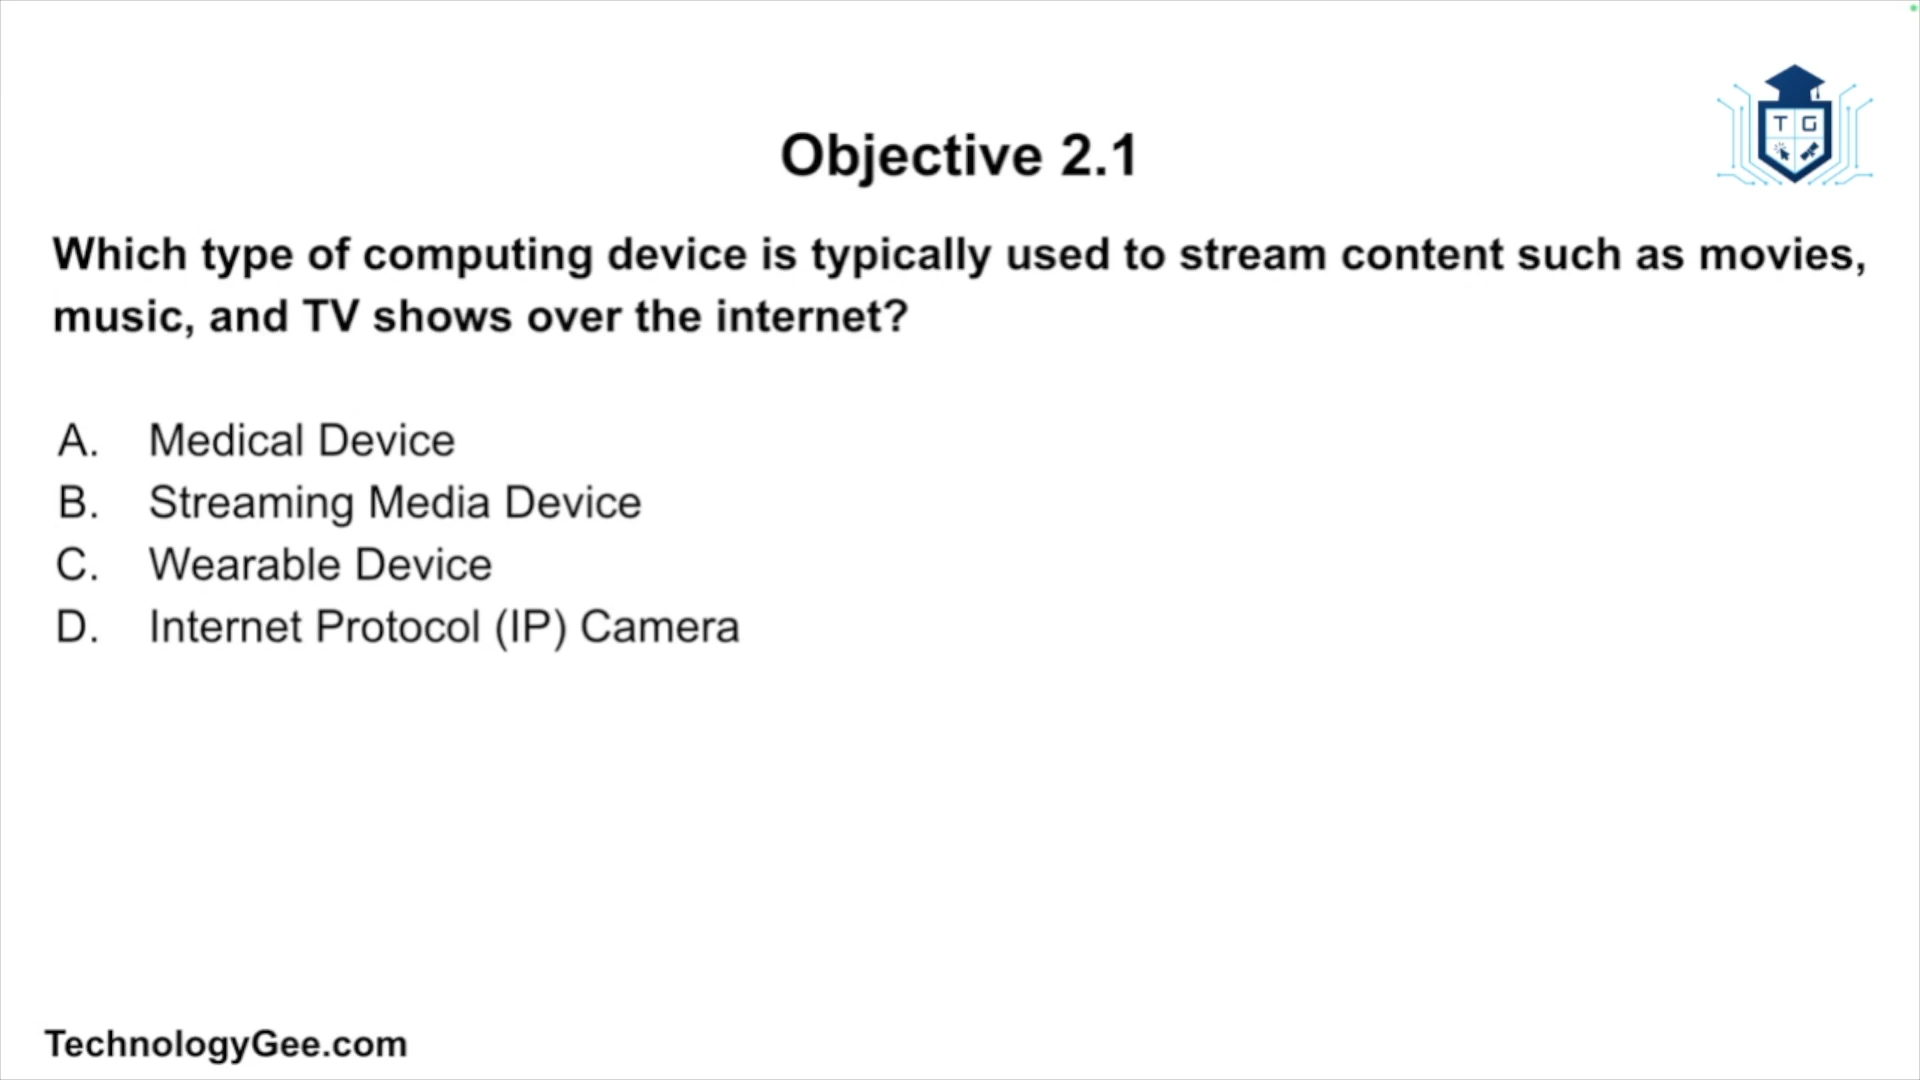 T G
Objective 2.1
Which type of computing device is typically used to stream content such as movies,
music, and TV shows over the internet?
A. Medical Device
B. Streaming Media Device
C. Wearable Device
D. Internet Protocol (IP) Camera
TechnologyGee.com